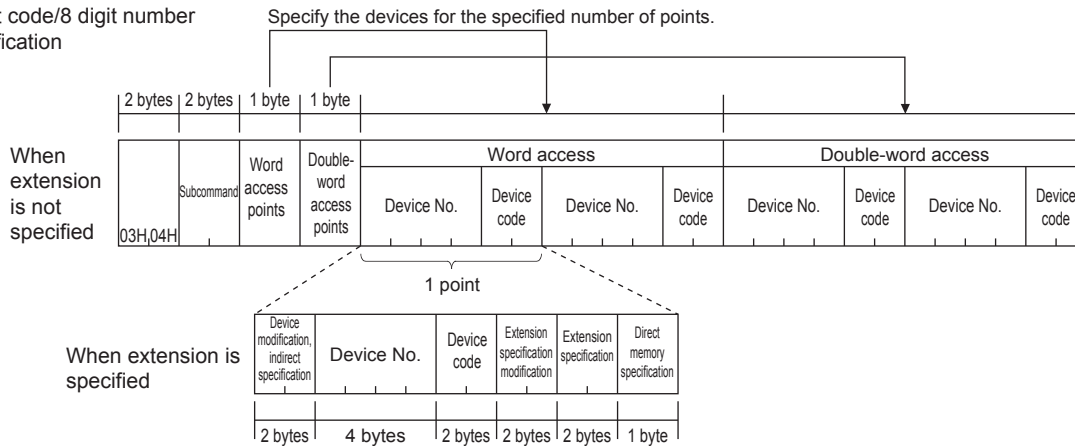 t code/8 digit number
fication
Specify the devices for the specified number of points.
2 bytes 2 bytes 1 byte 1 byte
When
extension
is not
specified
03H 04H
Subcommand
Word
access
points
Double-
word
access
points
Word access
Device No.
Device
code
Device No.
Device
code
Double-word access
Device No.
Device
code
Device No.
Device
code
1 point
When extension is
specified
Device
modification,
indirect
specification
Device No.
Device
code
Extension
specification
modification
Extension
specification
Direct
memory
specification
2 bytes 4 bytes 2 bytes 2 bytes 2 bytes 1 byte